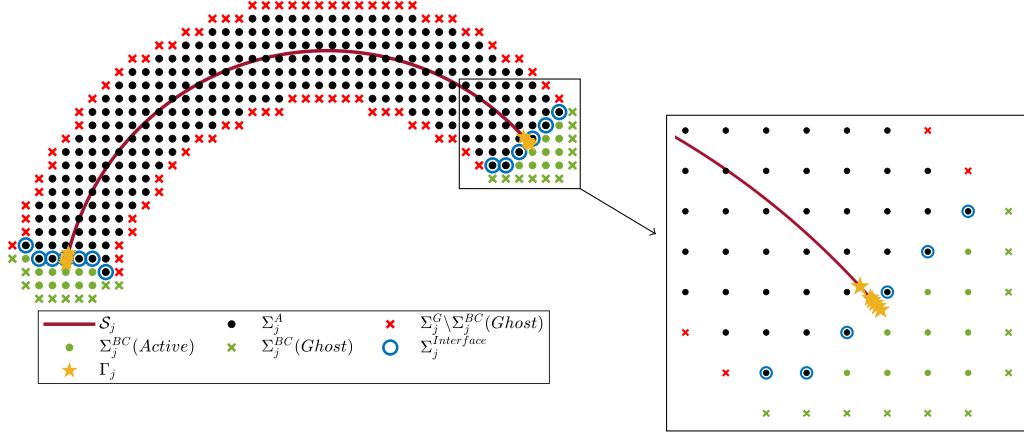 𝒮_j Σ_j^A Σ_j^G\Σ_j^{BC}(Ghost)
Σ_j^{BC}(Active) Σ_j^{BC}(Ghost) Σ_j^{Interface}
Γ_j